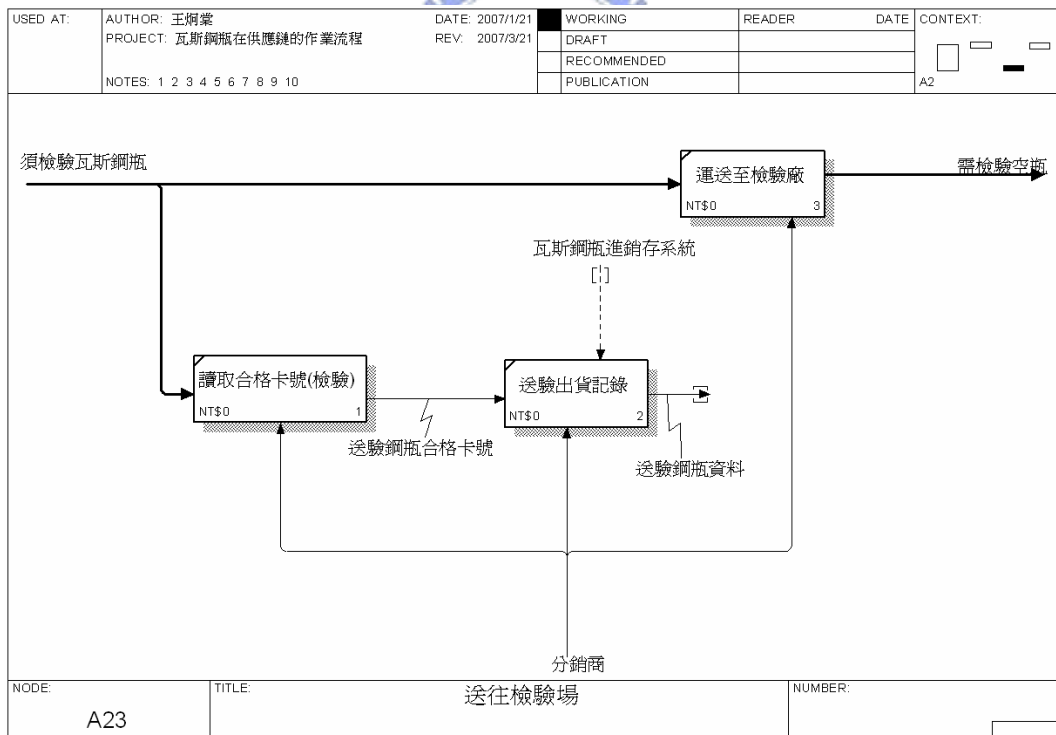 USED AT:
AUTHOR: 王炯棠
DATE: 2007/1/21
PROJECT: 瓦斯鋼瓶在供應鏈的作業流程
REV: 2007/3/21
NOTES: 1 2 3 4 5 6 7 8 9 10
WORKING
DRAFT
RECOMMENDED
PUBLICATION
READER
DATE
CONTEXT:
A2
須檢驗瓦斯鋼瓶
運送至檢驗廠
NT$0
3
需檢驗空瓶
瓦斯鋼瓶進銷存系統
讀取合格卡號(檢驗)
NT$0
1
送驗鋼瓶合格卡號
送驗出貨記錄
NT$0
2
送驗鋼瓶資料
分銷商
NODE:
A23
TITLE:
送往檢驗場
NUMBER: